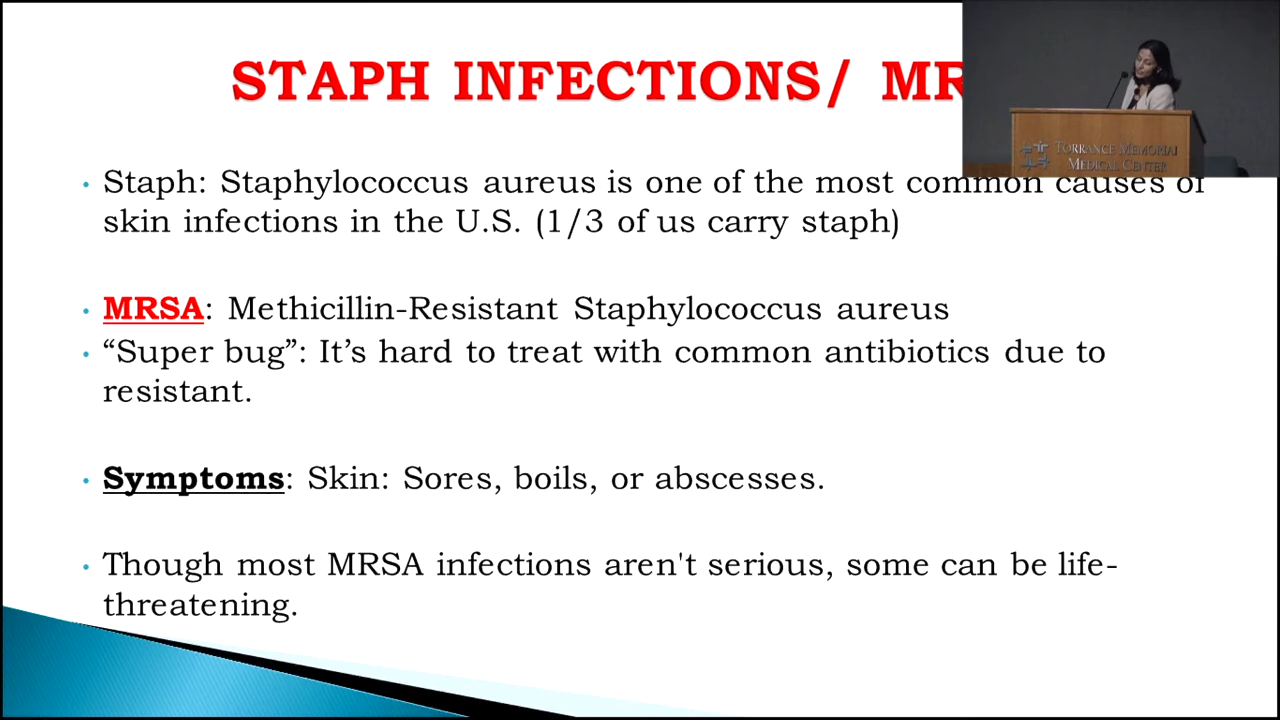 STAPH INFECTIONS/ MR
TORRANCE MEMORIAL
MEDICAL CENTER
• Staph: Staphylococcus aureus is one of the most common causes of
skin infections in the U.S. (1/3 of us carry staph)
• MRSA: Methicillin-Resistant Staphylococcus aureus
• “Super bug”: It’s hard to treat with common antibiotics due to
resistant.
• Symptoms: Skin: Sores, boils, or abscesses.
• Though most MRSA infections aren't serious, some can be life-
threatening.